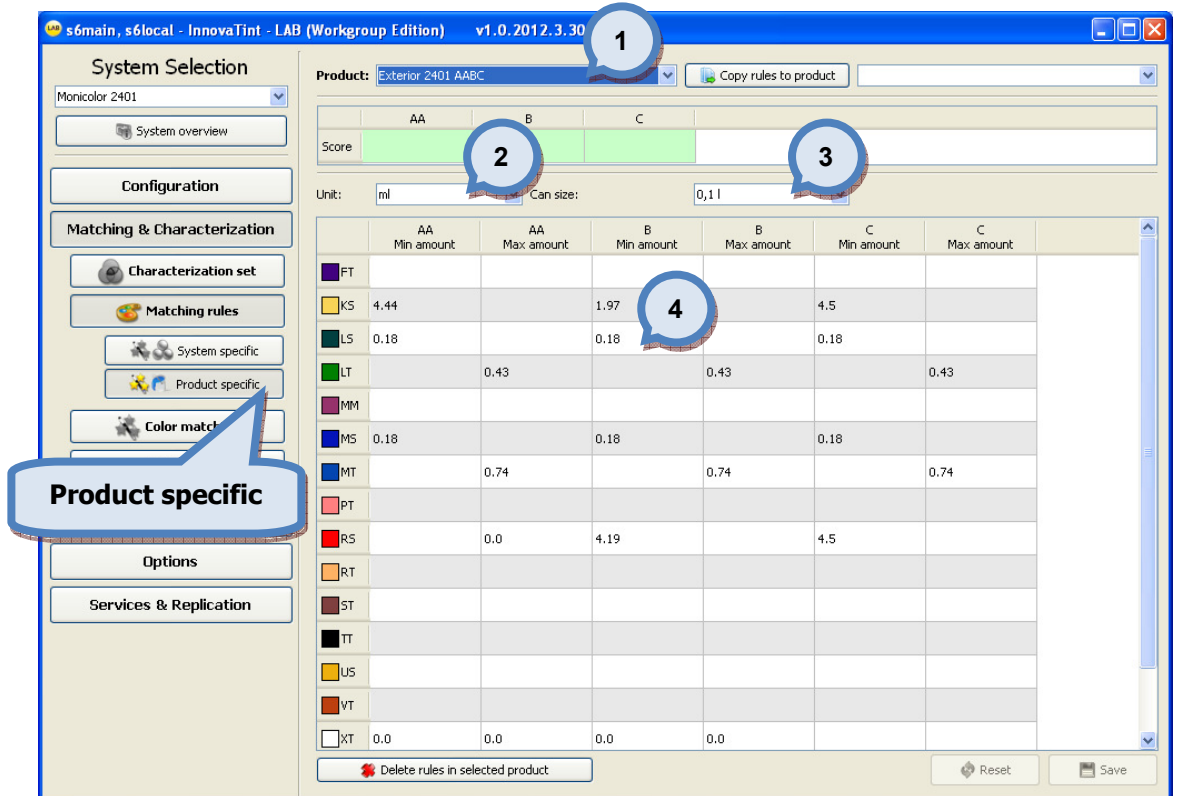 s6main, s6local - InnovaTint - LAB (Workgroup Edition) v1.0.2012.3.30
1
System Selection
Monicolor 2401
System overview
Configuration
Matching & Characterization
Characterization set
Matching rules
System specific
Product specific
Color
Product specific
Options
Services & Replication
Product: Exterior 2401 AABC Copy rules to product
AA B C
Score
2 3
Unit: ml Can size: 0,1 l
AA AA B B C C
Min amount Max amount Min amount Max amount Min amount Max amount
FT
KS 4.44 1.97 4.5
4
LS 0.18 0.18 0.18
LT 0.43 0.43 0.43
MM
MS 0.18 0.18 0.18
MT 0.74 0.74 0.74
PT
RS 0.0 4.19 4.5
RT
ST
TT
US
VT
XT 0.0 0.0 0.0 0.0
Delete rules in selected product Reset Save